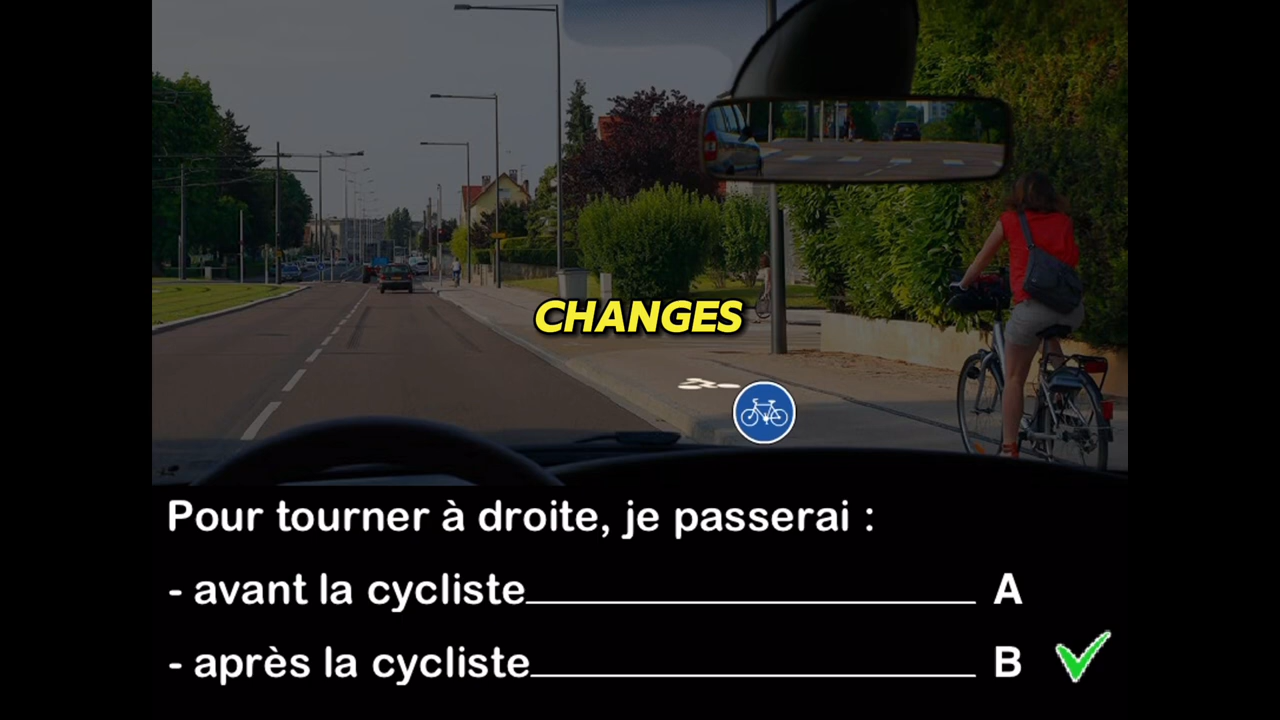 CHANGES
Pour tourner à droite, je passerai :
- avant la cycliste A
- après la cycliste B